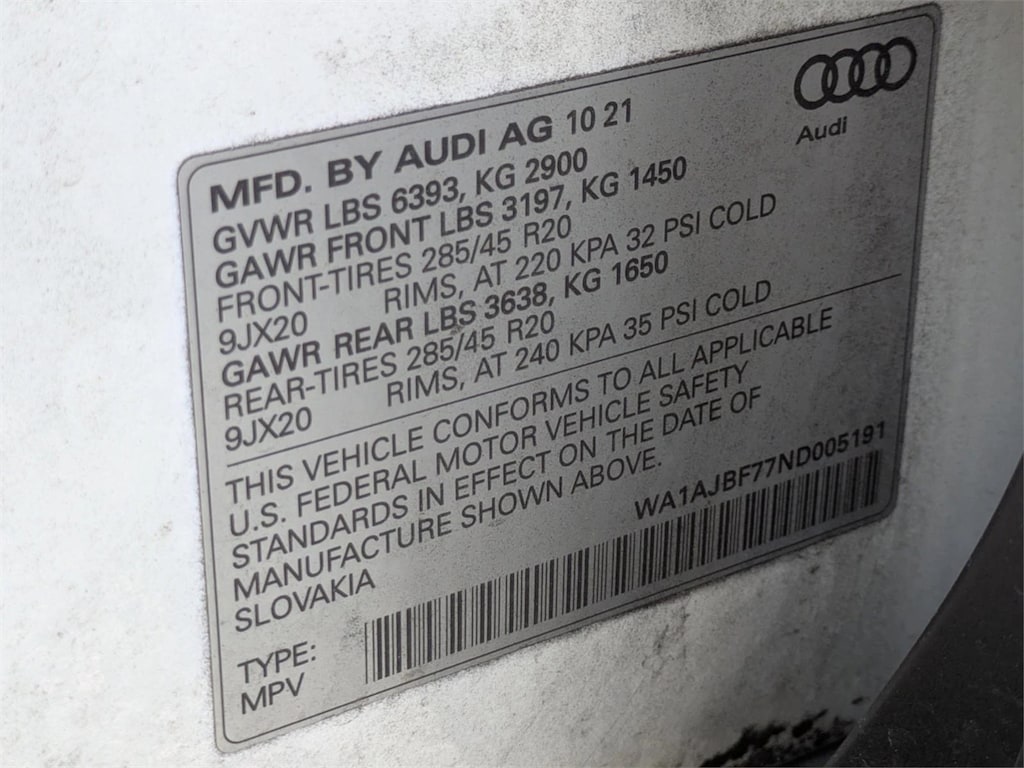 Audi
MFD. BY AUDI AG 10 21
GVWR LBS 6393, KG 2900
GAWR FRONT LBS 3197, KG 1450
FRONT-TIRES 285/45 R20
9JX20 RIMS, AT 220 KPA 32 PSI COLD
GAWR REAR LBS 3638, KG 1650
REAR-TIRES 285/45 R20
9JX20 RIMS, AT 240 KPA 35 PSI COLD
THIS VEHICLE CONFORMS TO ALL APPLICABLE
U.S. FEDERAL MOTOR VEHICLE SAFETY
STANDARDS IN EFFECT ON THE DATE OF
MANUFACTURE SHOWN ABOVE.
SLOVAKIA
WA1AJBF77ND005191
TYPE:
MPV